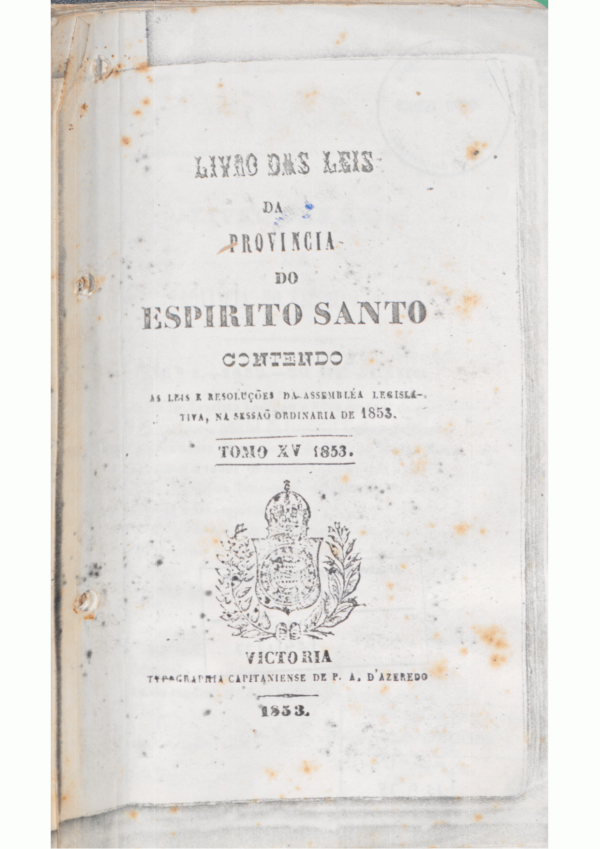 LIVRO DAS LEIS
DA
PROVINCIA
DO
ESPIRITO SANTO
CONTENDO
AS LEIS E RESOLUÇÕES DA ASSEMBLÉA LEGISLA-
TIVA, NA SESSAÕ ORDINARIA DE 1853.
TOMO XV 1853.
VICTORIA
TYPOGRAPHIA CAPITANIENSE DE P. A. D'AZEREDO
1853.